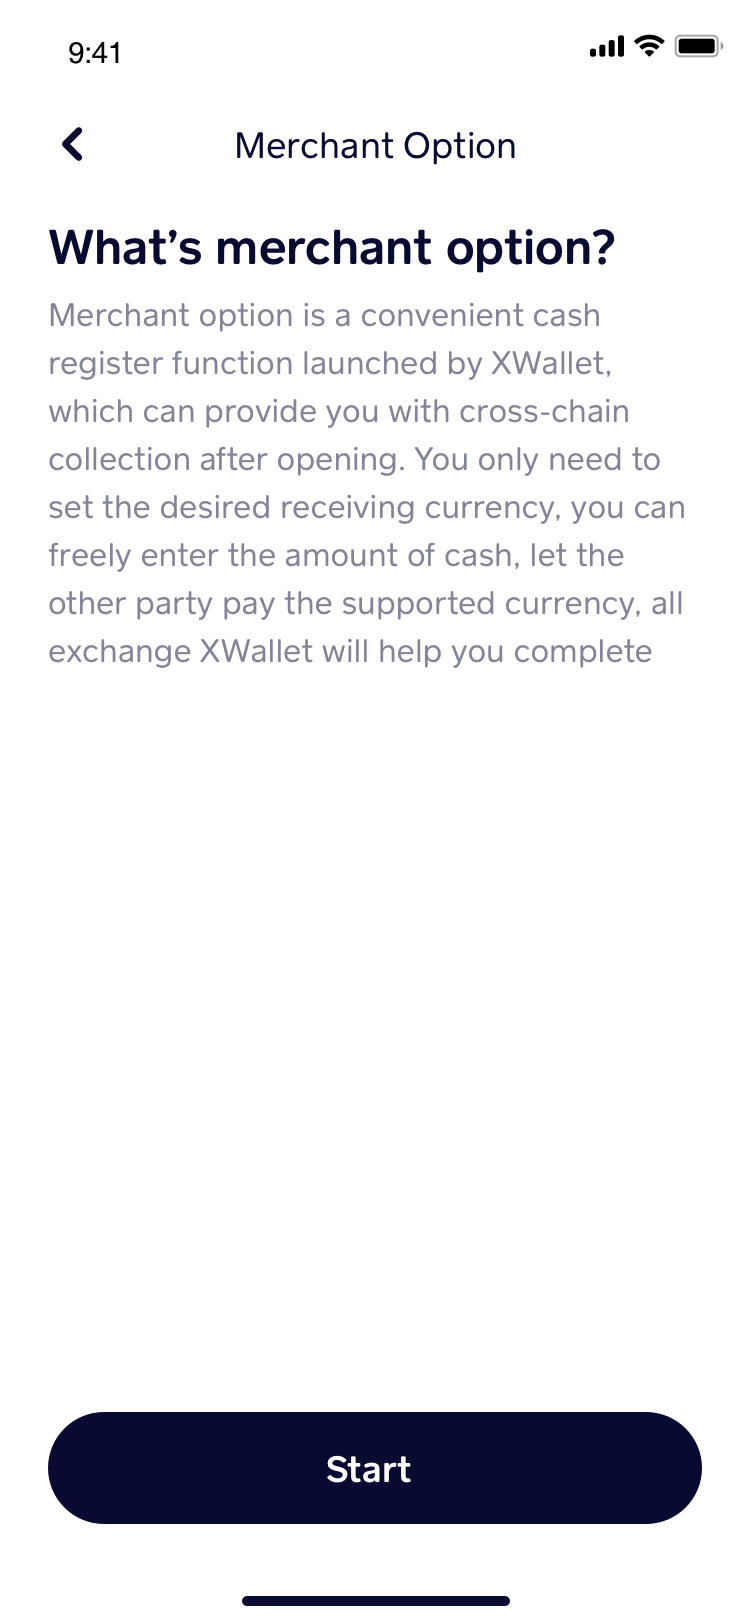 9:41
Merchant Option
What’s merchant option?
Merchant option is a convenient cash
register function launched by XWallet,
which can provide you with cross-chain
collection after opening. You only need to
set the desired receiving currency, you can
freely enter the amount of cash, let the
other party pay the supported currency, all
exchange XWallet will help you complete
Start